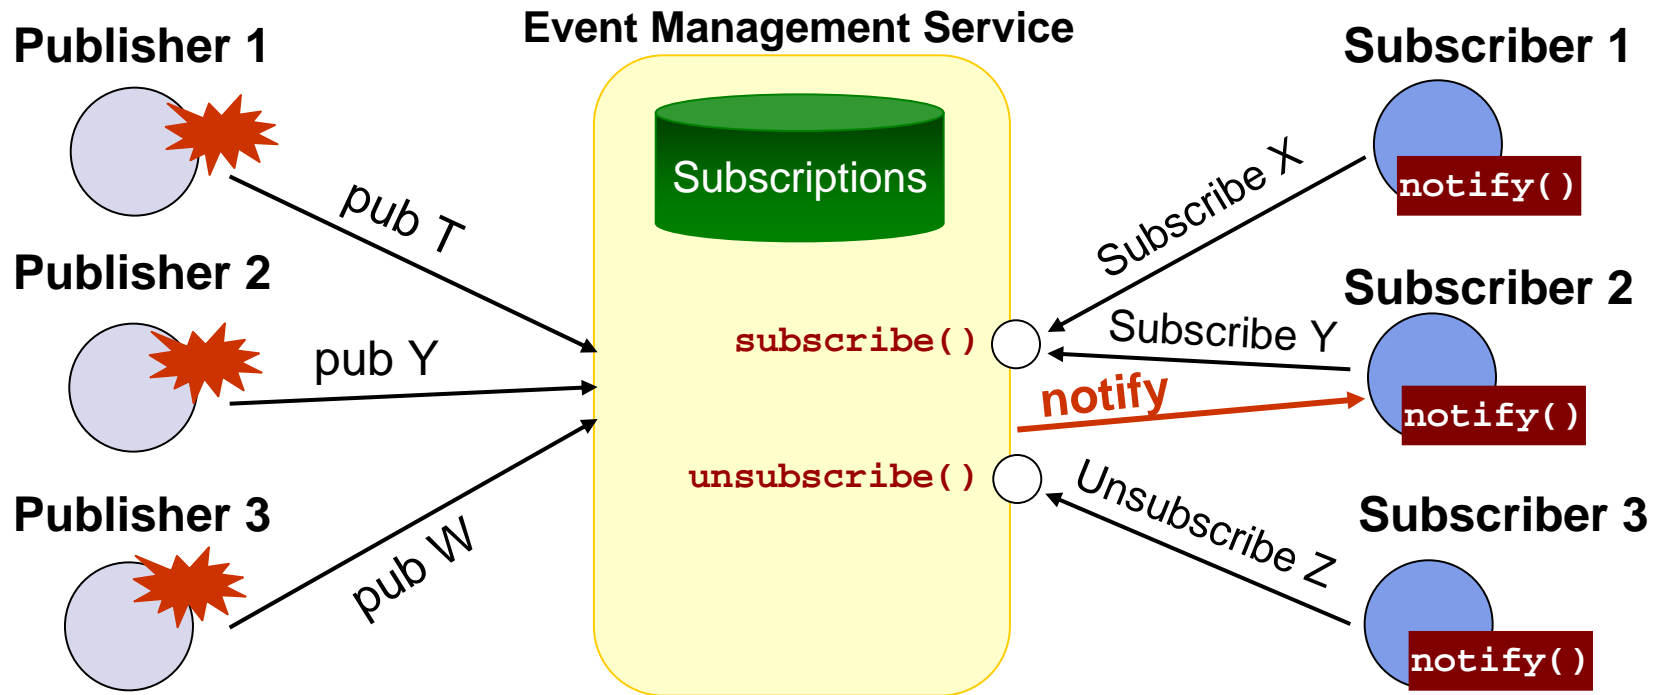 Event Management Service
Publisher 1
Subscriber 1
Subscriptions
notify()
pub T
Subscribe X
Publisher 2
Subscriber 2
subscribe()
Subscribe Y
pub Y
notify
notify()
unsubscribe()
Unsubscribe Z
Publisher 3
Subscriber 3
pub W
notify()